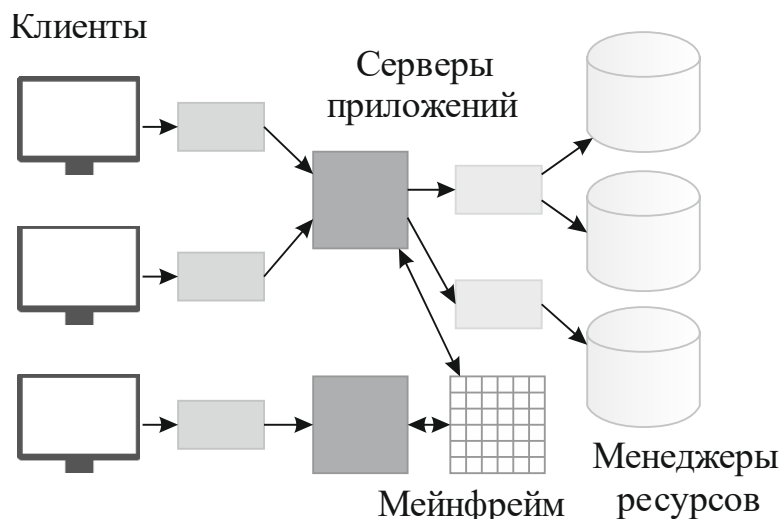 Клиенты
Серверы
приложений
Менеджеры
ресурсов
Мейнфрейм